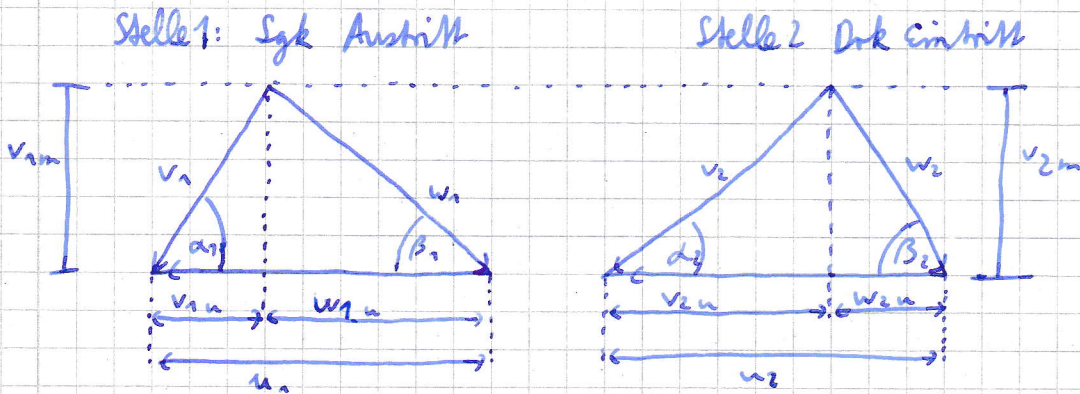 Stelle 1: Sgk Austritt
Stelle 2 Drk Eintritt
v1m
v1
w1
α1
β1
v1u
w1u
u1
v2
w2
v2m
α2
β2
v2u
w2u
u2